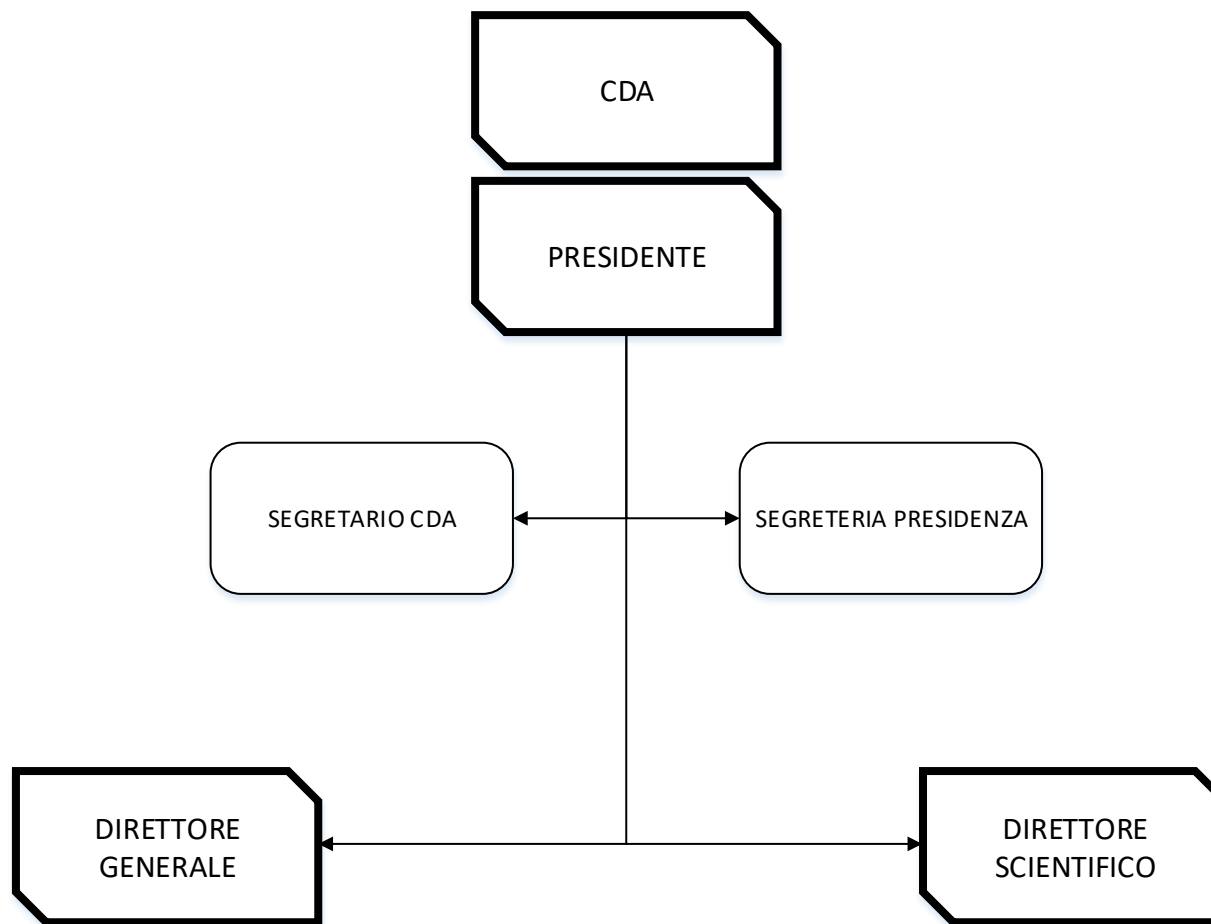 CDA
PRESIDENTE
SEGRETARIO CDA
SEGRETERIA PRESIDENZA
DIRETTORE
GENERALE
DIRETTORE
SCIENTIFICO